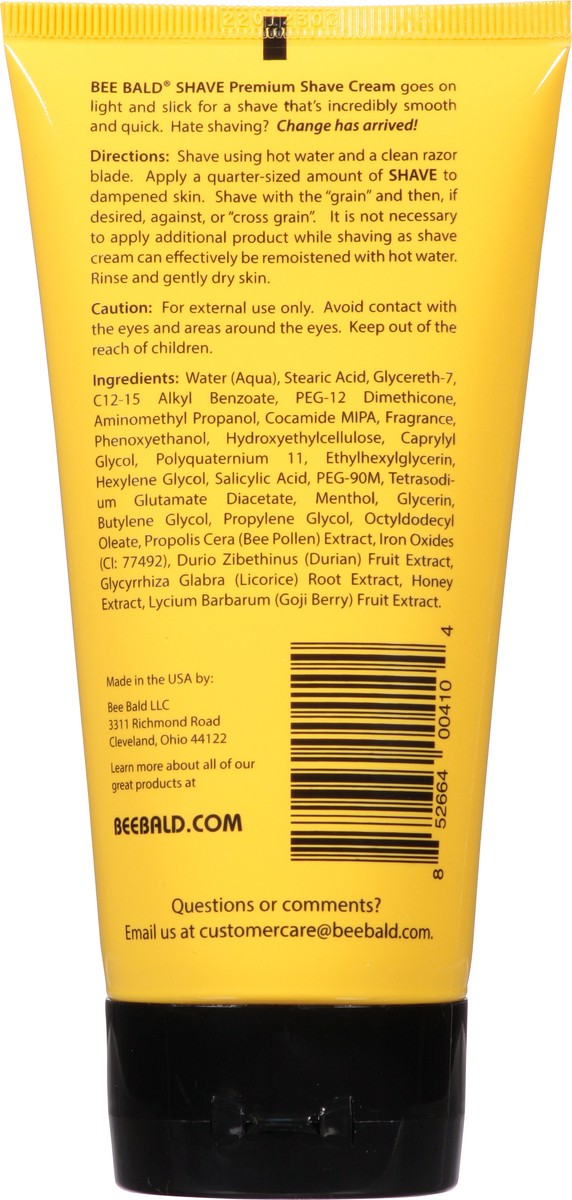 BEE BALD® SHAVE Premium Shave Cream goes on
light and slick for a shave that's incredibly smooth
and quick. Hate shaving? Change has arrived!
Directions: Shave using hot water and a clean razor
blade. Apply a quarter-sized amount of SHAVE to
dampened skin. Shave with the "grain" and then, if
desired, against, or "cross grain". It is not necessary
to apply additional product while shaving as shave
cream can effectively be remoistened with hot water.
Rinse and gently dry skin.
Caution: For external use only. Avoid contact with
the eyes and areas around the eyes. Keep out of the
reach of children.
Ingredients: Water (Aqua), Stearic Acid, Glycereth-7,
C12-15 Alkyl Benzoate, PEG-12 Dimethicone,
Aminomethyl Propanol, Cocamide MIPA, Fragrance,
Phenoxyethanol, Hydroxyethylcellulose, Caprylyl
Glycol, Polyquaternium 11, Ethylhexylglycerin,
Hexylene Glycol, Salicylic Acid, PEG-90M, Tetrasodi-
um Glutamate Diacetate, Menthol, Glycerin,
Butylene Glycol, Propylene Glycol, Octyldodecyl
Oleate, Propolis Cera (Bee Pollen) Extract, Iron Oxides
(CI: 77492), Durio Zibethinus (Durian) Fruit Extract,
Glycyrrhiza Glabra (Licorice) Root Extract, Honey
Extract, Lycium Barbarum (Goji Berry) Fruit Extract.
Made in the USA by:
Bee Bald LLC
3311 Richmond Road
Cleveland, Ohio 44122
Learn more about all of our
great products at
BEEBALD.COM
8 52664 00410 4
Questions or comments?
Email us at customercare@beebald.com.